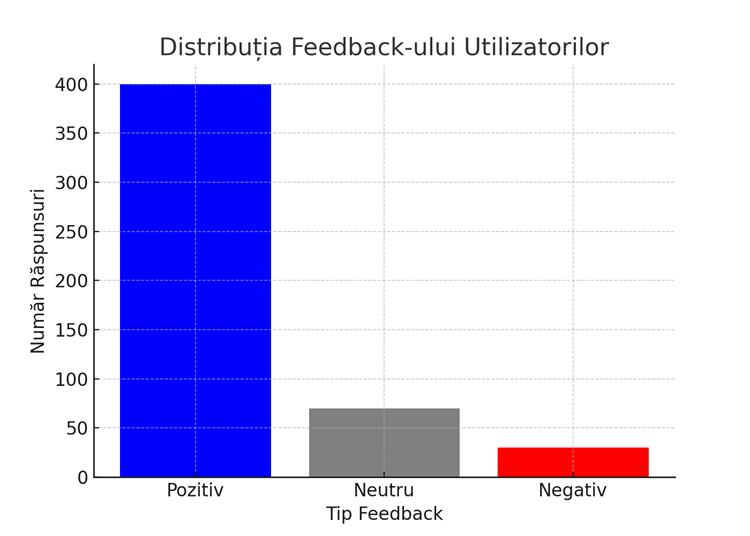 Distribuția Feedback-ului Utilizatorilor
Număr Răspunsuri
400
350
300
250
200
150
100
50
0
Pozitiv
Neutru
Negativ
Tip Feedback